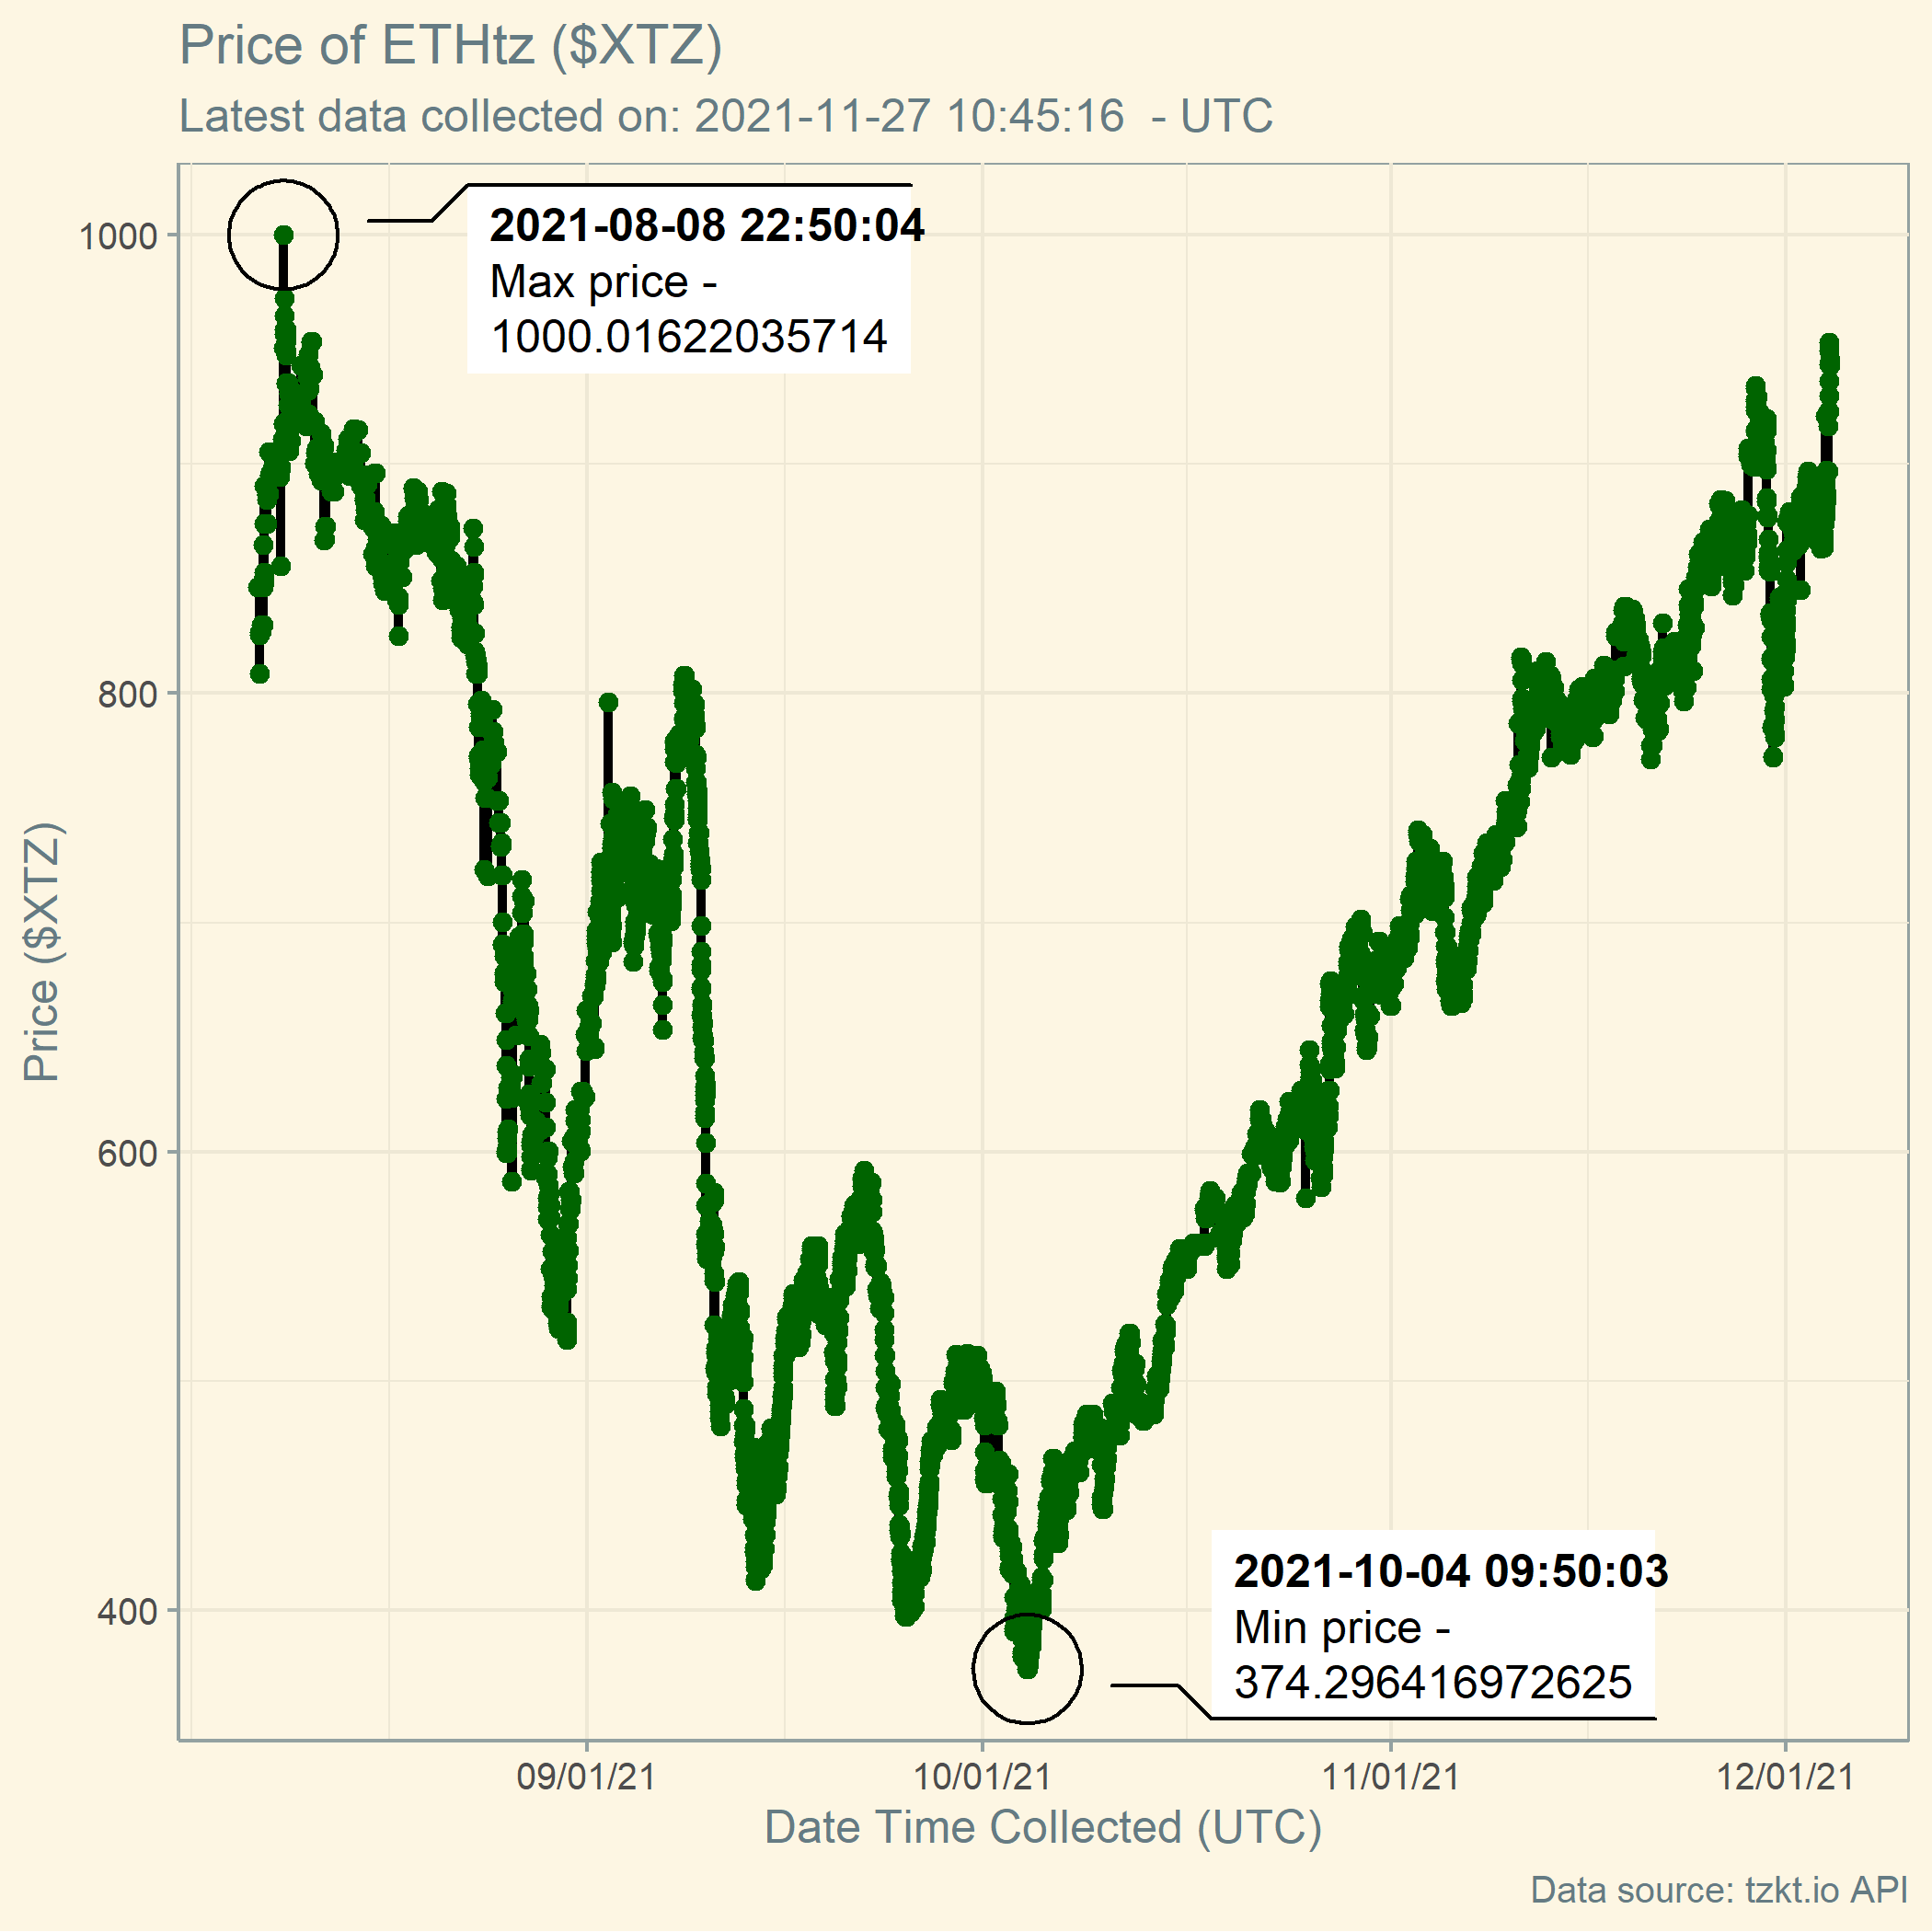 Price of ETHtz ($XTZ)
Latest data collected on: 2021-11-27 10:45:16  - UTC
2021-08-08 22:50:04
Max price -
1000.01622035714
1000
800
600
400
Price ($XTZ)
2021-10-04 09:50:03
Min price -
374.296416972625
09/01/21
10/01/21
11/01/21
12/01/21
Date Time Collected (UTC)
Data source: tzkt.io API